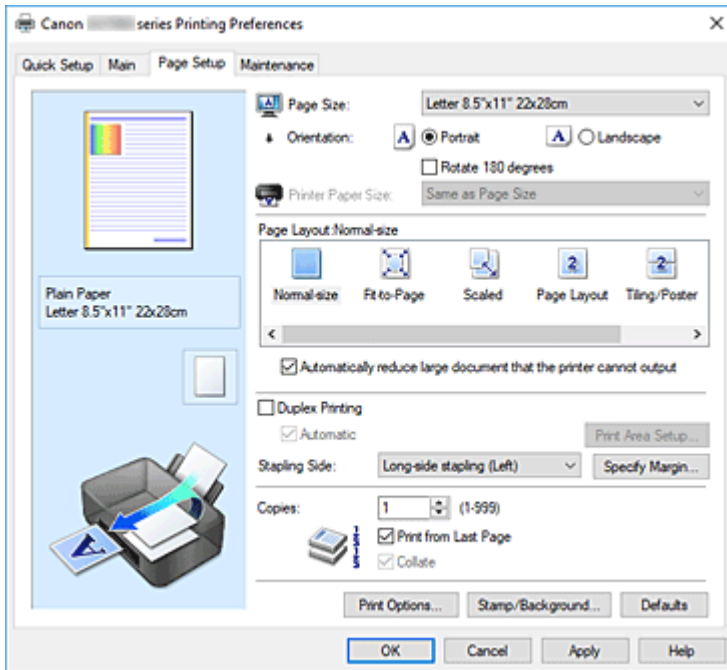 Canon series Printing Preferences
Quick Setup Main Page Setup Maintenance
Page Size: Letter 8.5"x11" 22x28cm
Orientation: A Portrait A Landscape
Rotate 180 degrees
Printer Paper Size: Same as Page Size
Page Layout:Normal-size
Normal-size Fit-to-Page Scaled Page Layout Tiling/Poster
Automatically reduce large document that the printer cannot output
Plain Paper
Letter 8.5"x11" 22x28cm
Duplex Printing
Automatic Print Area Setup...
Stapling Side: Long-side stapling (Left) Specify Margin...
Copies: 1 (1-999)
Print from Last Page
Collate
Print Options... Stamp/Background... Defaults
OK Cancel Apply Help